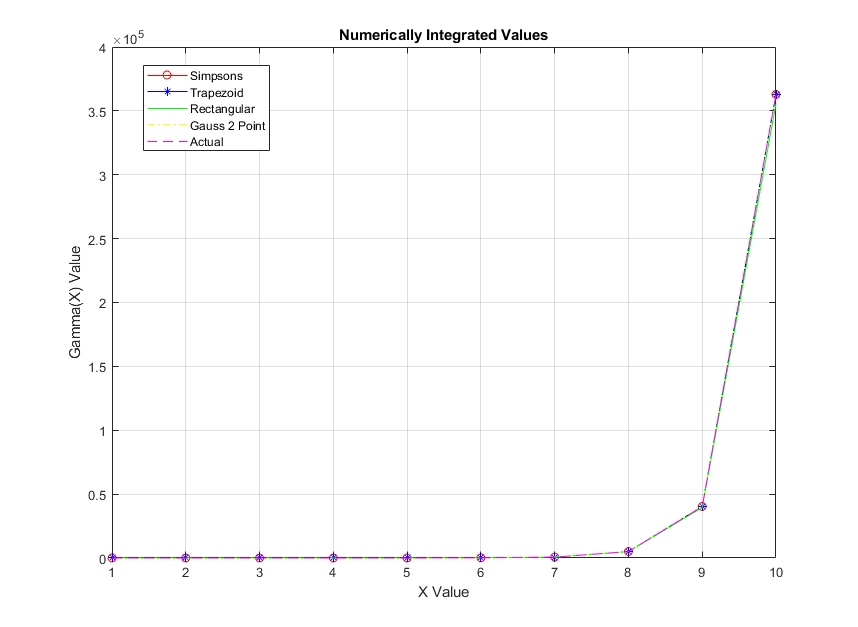 Numerically Integrated Values
×10^5
4
3.5
3
2.5
2
1.5
1
0.5
0
Simpsons
Trapezoid
Rectangular
Gauss 2 Point
Actual
Gamma(X) Value
1 2 3 4 5 6 7 8 9 10
X Value